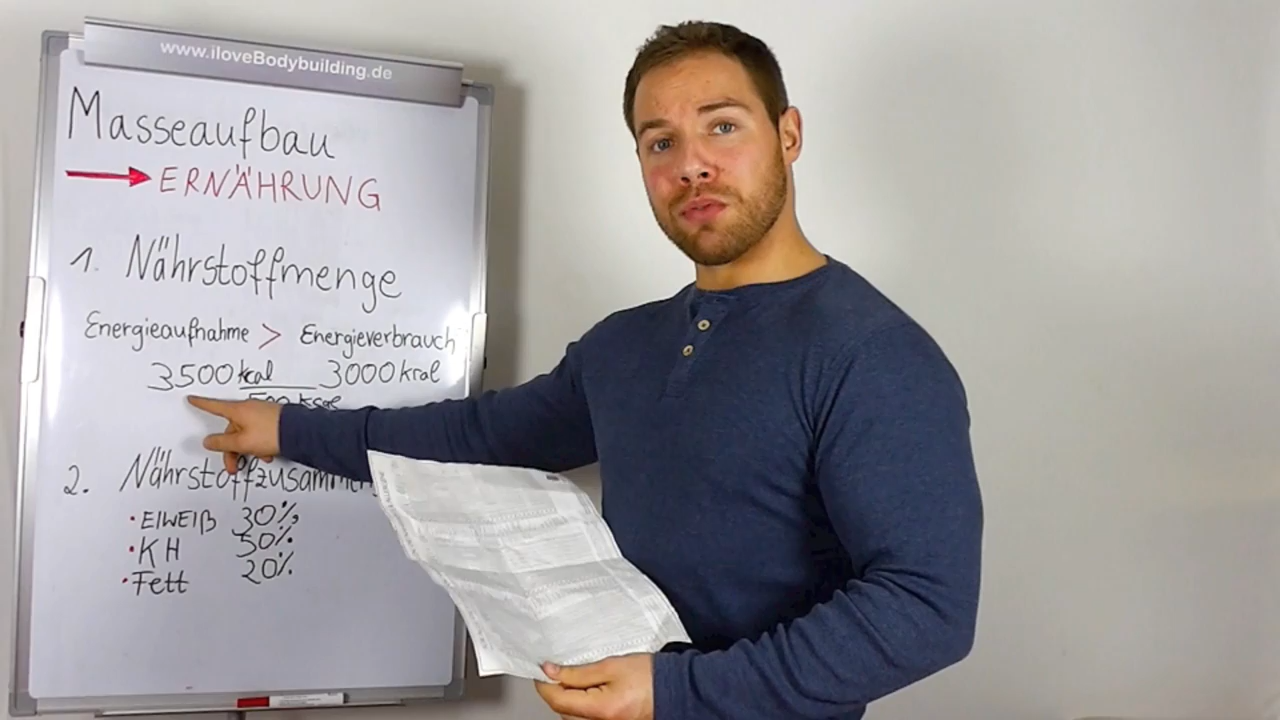 www.iloveBodybuilding.de
Masseaufbau
ERNÄHRUNG
1. Nährstoffmenge
Energieaufnahme > Energieverbrauch
3500 kcal 3000 kcal
2. 
• EIWEIß 30%
• KH 50%
• Fett 20%